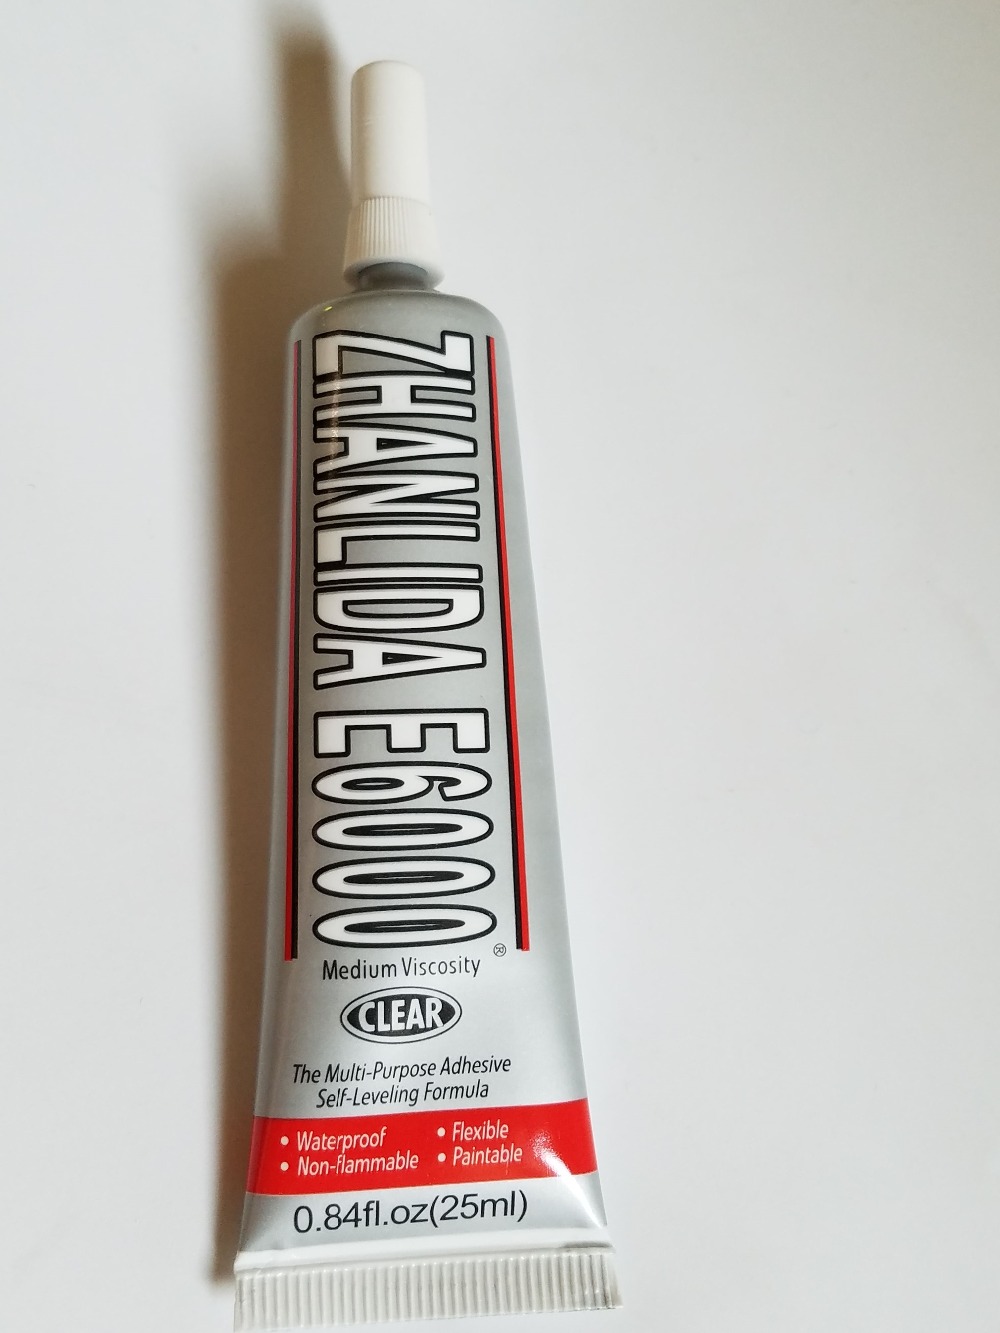 ZHANLIDA E6000®
Medium Viscosity
CLEAR
The Multi-Purpose Adhesive
Self-Leveling Formula
• Waterproof • Flexible
• Non-flammable • Paintable
0.84fl.oz(25ml)